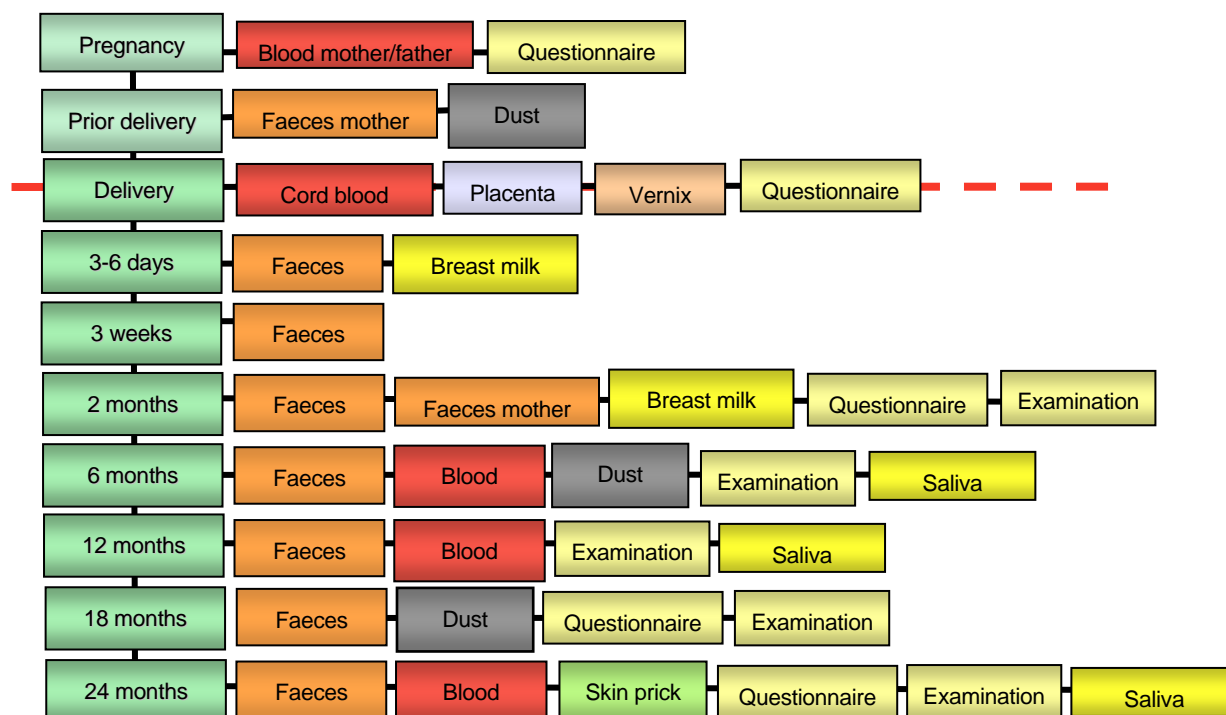 Pregnancy Blood mother/father Questionnaire
Prior delivery Faeces mother Dust
Delivery Cord blood Placenta Vernix Questionnaire
3-6 days Faeces Breast milk
3 weeks Faeces
2 months Faeces Faeces mother Breast milk Questionnaire Examination
6 months Faeces Blood Dust Examination Saliva
12 months Faeces Blood Examination Saliva
18 months Faeces Dust Questionnaire Examination
24 months Faeces Blood Skin prick Questionnaire Examination Saliva